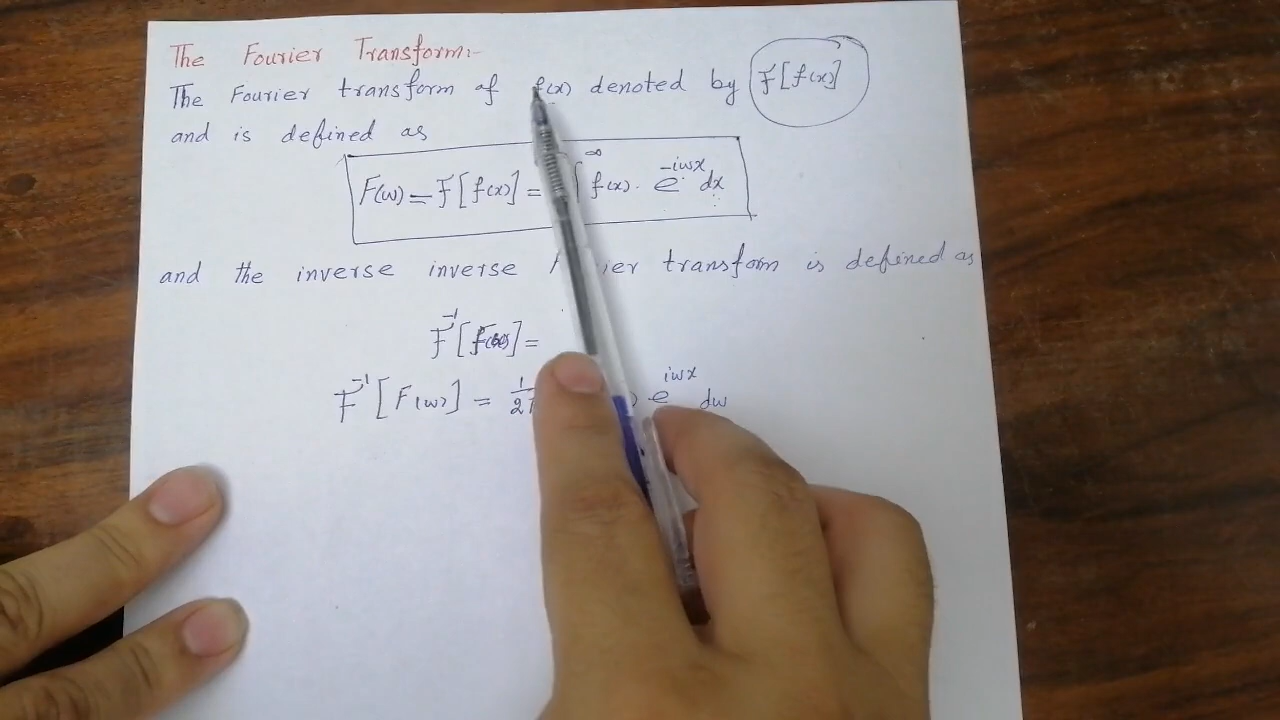 The Fourier Transform:-
The Fourier transform of f(x) denoted by F[f(x)]
and is defined as
F(w) = F[f(x)] = ∫ ∞ f(x). e^-iwx dx
and the inverse inverse transform is defined as
F^-1 [F(w)] = 1/2 e^iwx dw